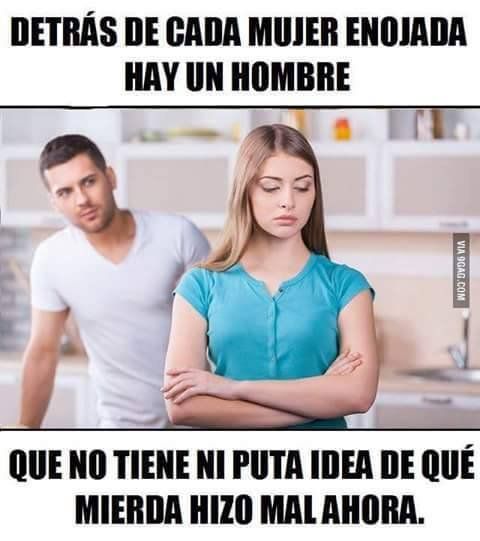 DETRÁS DE CADA MUJER ENOJADA
HAY UN HOMBRE
VIA 9GAG.COM
QUE NO TIENE NI PUTA IDEA DE QUÉ
MIERDA HIZO MAL AHORA.